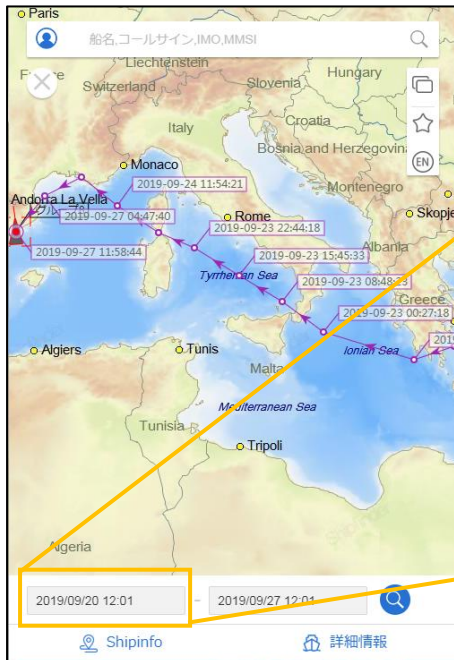 Paris
船名,コールサイン,IMO,MMSI
Liechtenstein
Switzerland
Slovenia
Hungary
Croatia
Italy
Bosnia and Herzegovin
EN
Monaco
2019-09-24 11:54:21
Montenegro
Andorra La Vella
2019-09-27 04:47:40
Rome
2019-09-23 22:44:18
Skopje
Albania
2019-09-27 11:58:44
2019-09-23 15:45:33
Tyrrhenian Sea
2019-09-23 08:48:23
Greece
2019-09-23 00:27:18
2019
Algiers
Tunis
Ionian Sea
Malta
Mediterranean Sea
Tunisia
Tripoli
Algeria
2019/09/20 12:01
-
2019/09/27 12:01
Shipinfo
詳細情報